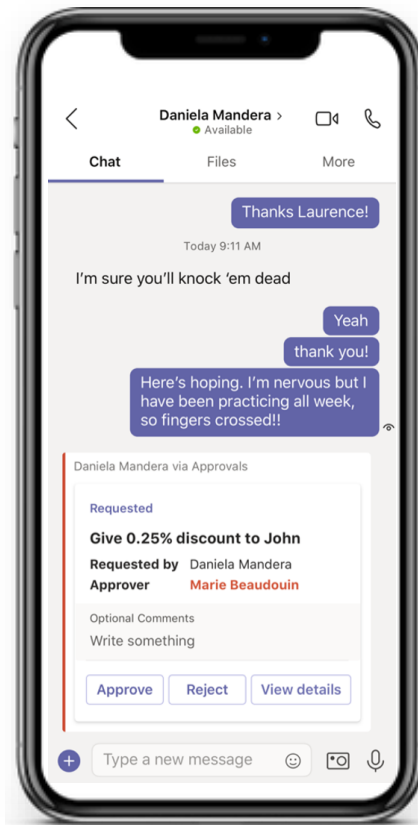 Daniela Mandera >
Available
Chat Files More
Thanks Laurence!
Today 9:11 AM
I'm sure you'll knock 'em dead
Yeah
thank you!
Here's hoping. I'm nervous but I
have been practicing all week,
so fingers crossed!!
Daniela Mandera via Approvals
Requested
Give 0.25% discount to John
Requested by Daniela Mandera
Approver Marie Beaudouin
Optional Comments
Write something
Approve Reject View details
Type a new message